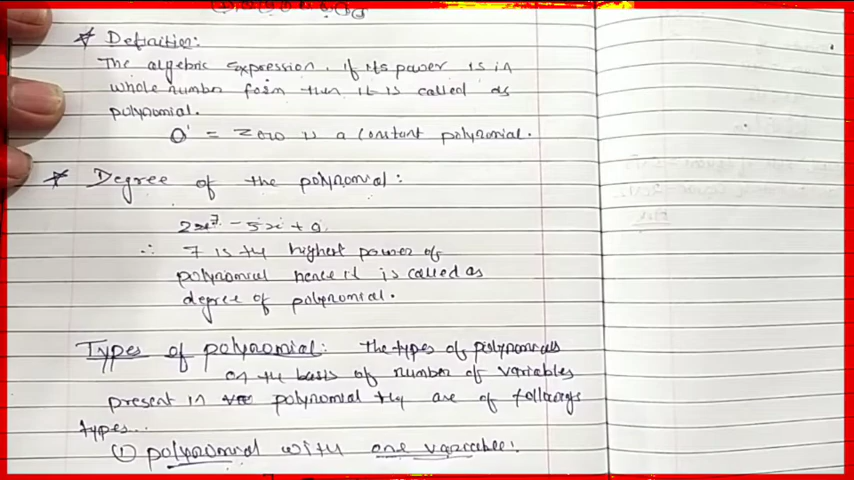 ★ Definition:
The algebric expression. if its power is in
whole number form then it is called as
polynomial.
0' = zero is a constant polynomial.
★ Degree of the polynomial:
2x⁷ - 5x + 9.
∴ 7 is the highest power of
polynomial hence it is called as
degree of polynomial.
Types of polynomial: The types of polynomials
on the basis of number of variables
present in polynomial they are of followings
types..
① polynomial with one variable: